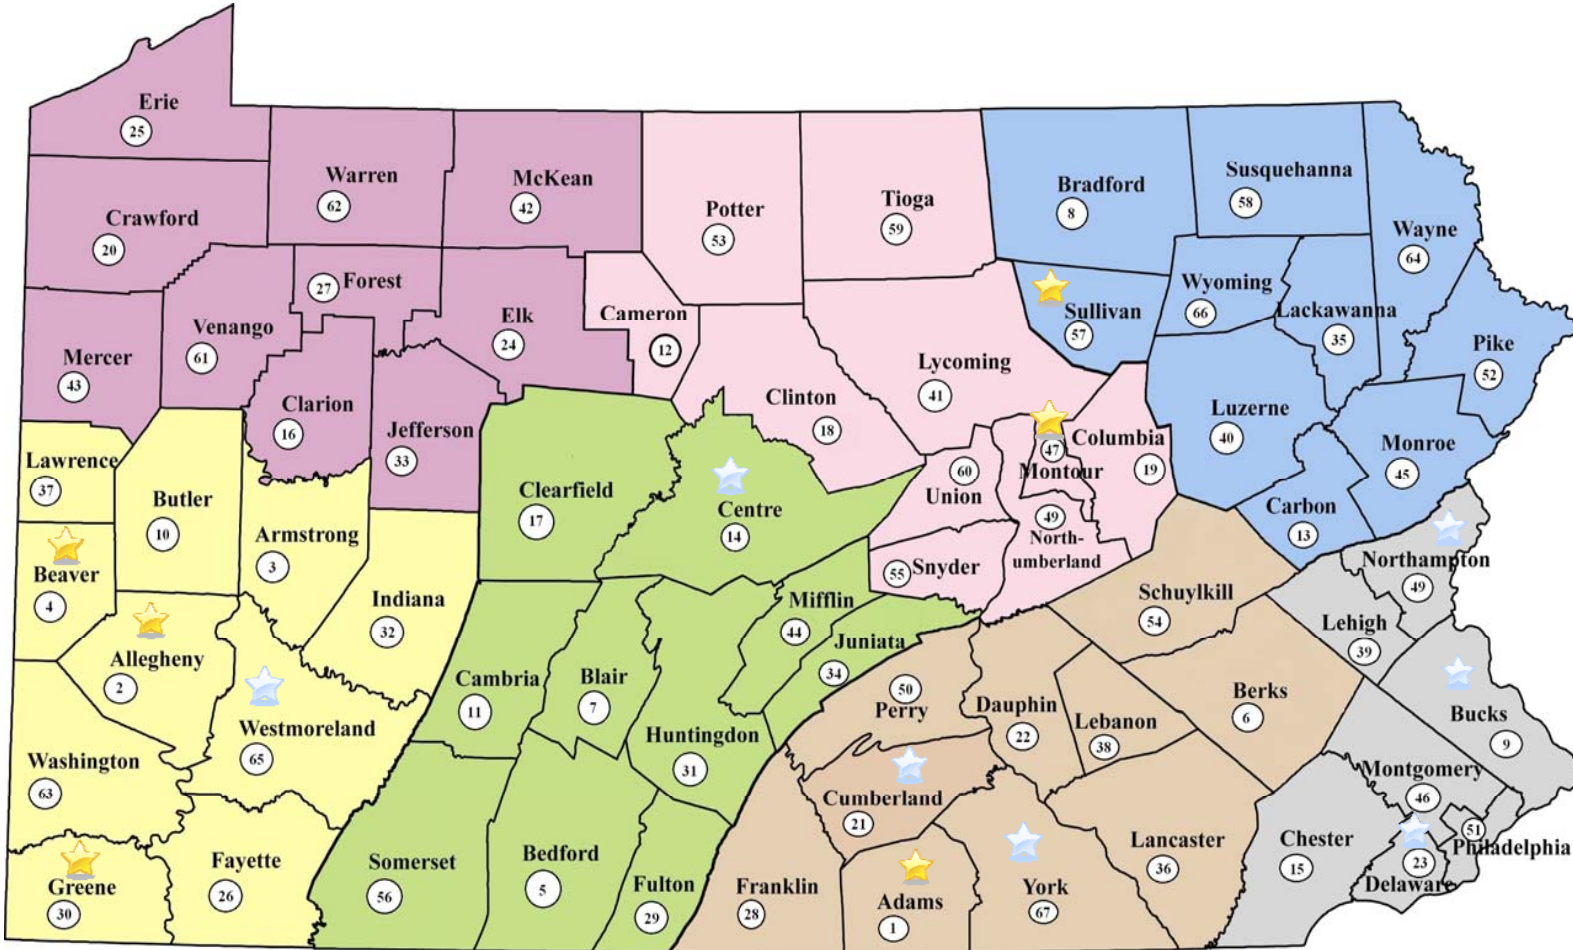 Erie
25
Crawford
20
Warren
62
McKean
42
Mercer
43
Venango
61
27 Forest
Elk
24
Clarion
16
Jefferson
33
Potter
53
Tioga
59
Cameron
12
Clinton
18
Lycoming
41
60
Union
47
Montour
Columbia
19
55 Snyder
49
North-
umberland
Bradford
8
Susquehanna
58
Wayne
64
Sullivan
57
Wyoming
66
Lackawanna
35
Pike
52
Luzerne
40
Monroe
45
Carbon
13
Lawrence
37
Butler
10
Armstrong
3
Beaver
4
Indiana
32
Allegheny
2
Westmoreland
65
Washington
63
Greene
30
Fayette
26
Clearfield
17
Centre
14
Mifflin
44
Juniata
34
Cambria
11
Blair
7
Huntingdon
31
Somerset
56
Bedford
5
Fulton
29
Schuylkill
54
50
Perry
Dauphin
22
Lebanon
38
Berks
6
Cumberland
21
Franklin
28
Adams
1
York
67
Lancaster
36
Northampton
49
Lehigh
39
Bucks
9
Montgomery
46
Chester
15
51
Philadelphia
23
Delaware